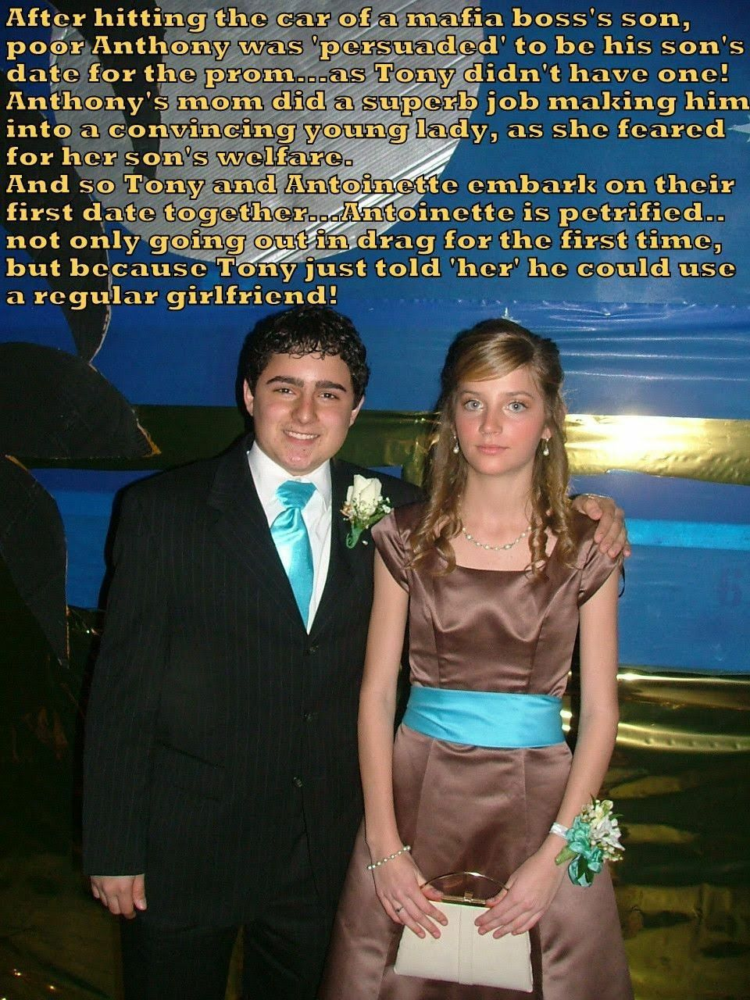 After hitting the car of a mafia boss's son,
poor Anthony was 'persuaded' to be his son's
date for the prom...as Tony didn't have one!
Anthony's mom did a superb job making him
into a convincing young lady, as she feared
for her son's welfare.
And so Tony and Antoinette embark on their
first date together...Antoinette is petrified..
not only going out in drag for the first time,
but because Tony just told 'her' he could use
a regular girlfriend!